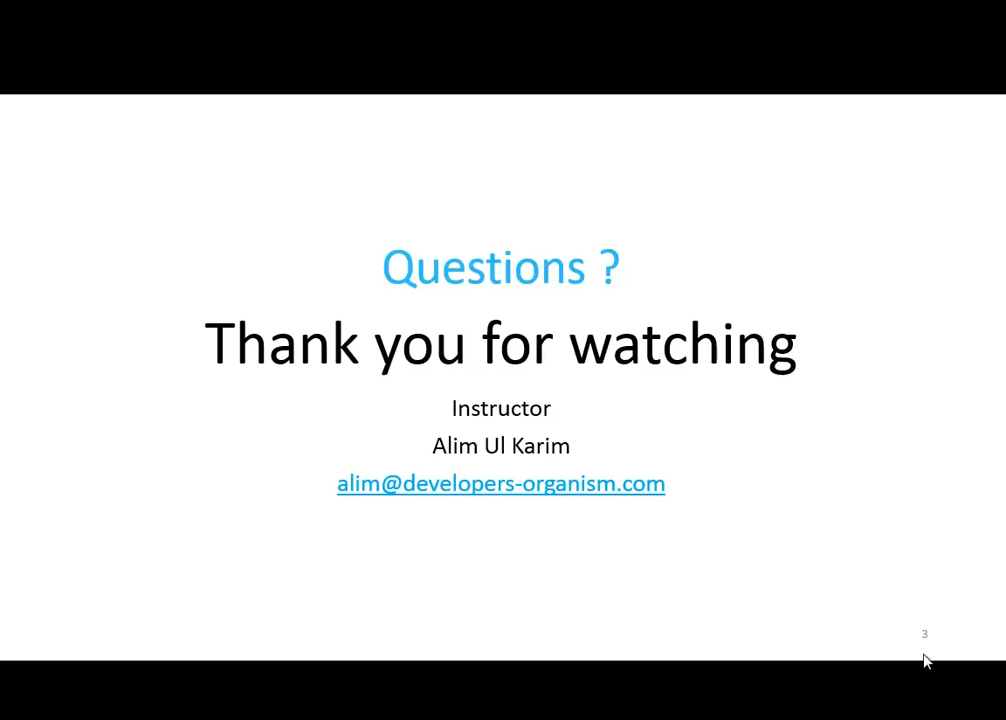 Questions ?
Thank you for watching
Instructor
Alim Ul Karim
alim@developers-organism.com
3